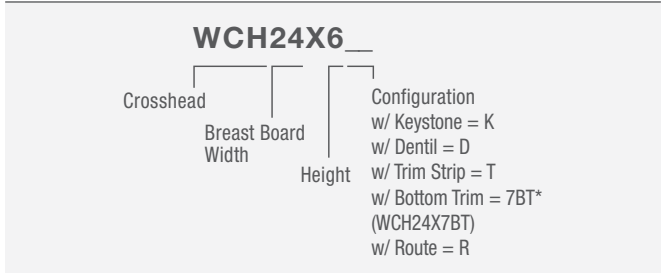 WCH24X6__
Crosshead
Breast Board
Width
Height
Configuration
w/ Keystone = K
w/ Dentil = D
w/ Trim Strip = T
w/ Bottom Trim = 7BT*
(WCH24X7BT)
w/ Route = R